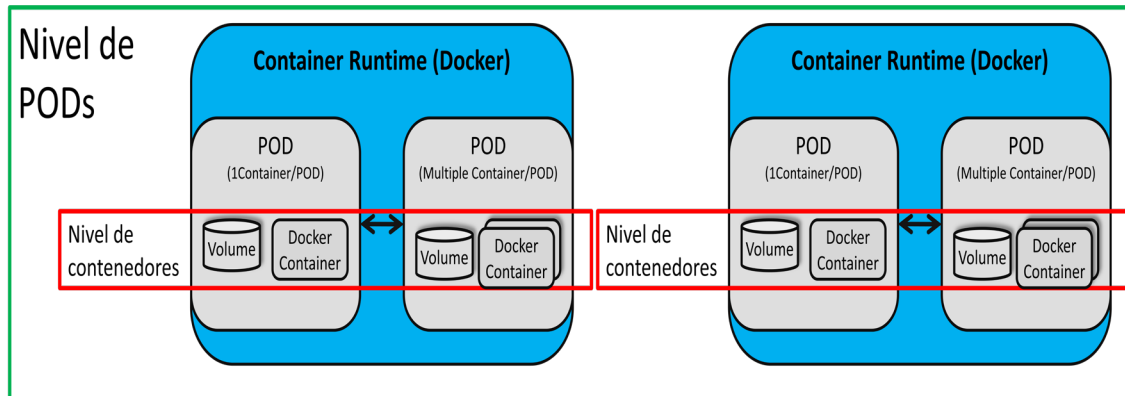 Nivel de
PODs
Container Runtime (Docker)
POD
(1Container/POD)
POD
(Multiple Container/POD)
Nivel de
contenedores
Volume
Docker
Container
Volume
Docker
Container
Container Runtime (Docker)
POD
(1Container/POD)
POD
(Multiple Container/POD)
Nivel de
contenedores
Volume
Docker
Container
Volume
Docker
Container